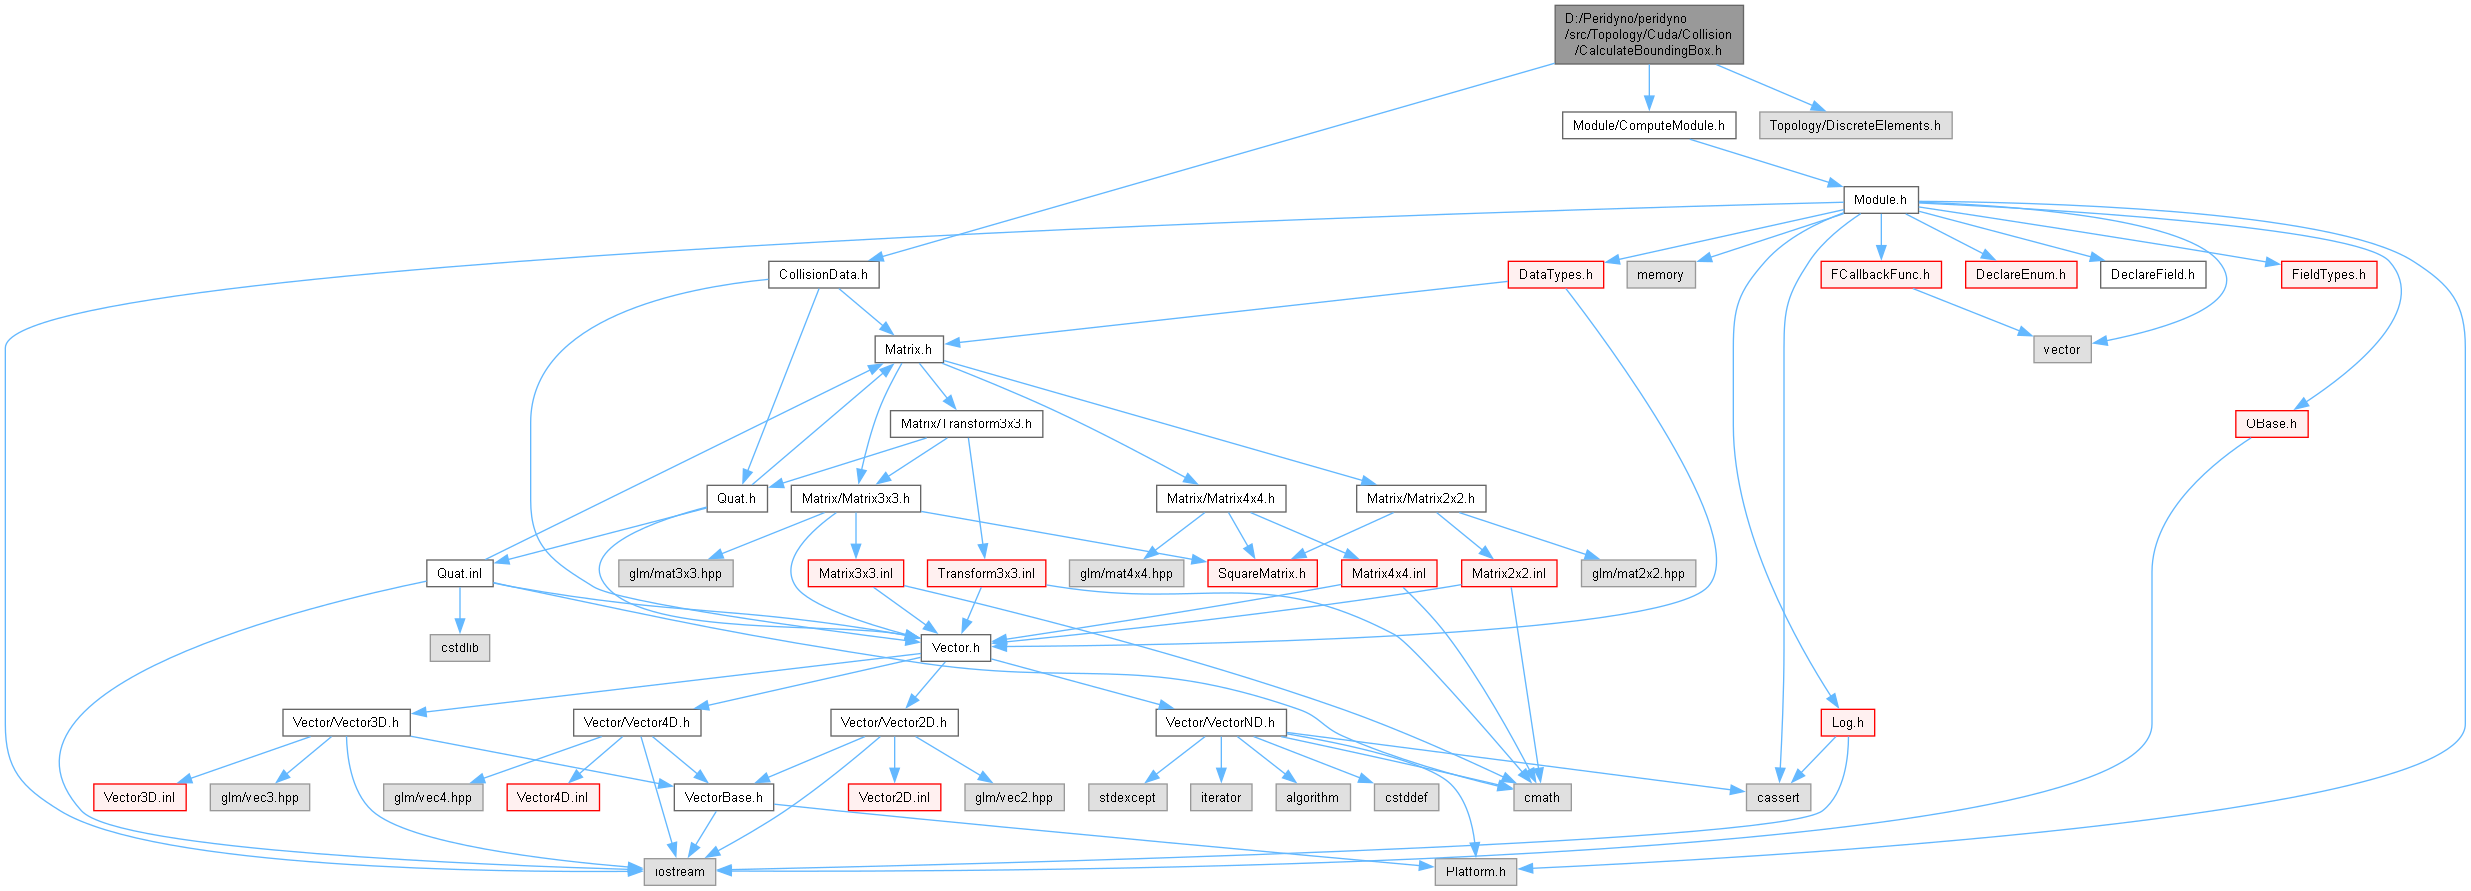 D:/Peridyno/peridyno
/src/Topology/Cuda/Collision
/CalculateBoundingBox.h
Module/ComputeModule.h
Topology/DiscreteElements.h
Module.h
CollisionData.h
DataTypes.h
memory
FCallbackFunc.h
DeclareEnum.h
DeclareField.h
FieldTypes.h
Matrix.h
vector
Matrix/Transform3x3.h
OBase.h
Quat.h
Matrix/Matrix3x3.h
Matrix/Matrix4x4.h
Matrix/Matrix2x2.h
Quat.inl
glm/mat3x3.hpp
Matrix3x3.inl
Transform3x3.inl
glm/mat4x4.hpp
SquareMatrix.h
Matrix4x4.inl
Matrix2x2.inl
glm/mat2x2.hpp
cstdlib
Vector.h
Vector/Vector3D.h
Vector/Vector4D.h
Vector/Vector2D.h
Vector/VectorND.h
Log.h
Vector3D.inl
glm/vec3.hpp
glm/vec4.hpp
Vector4D.inl
VectorBase.h
Vector2D.inl
glm/vec2.hpp
stdexcept
iterator
algorithm
cstddef
cmath
cassert
iostream
Platform.h